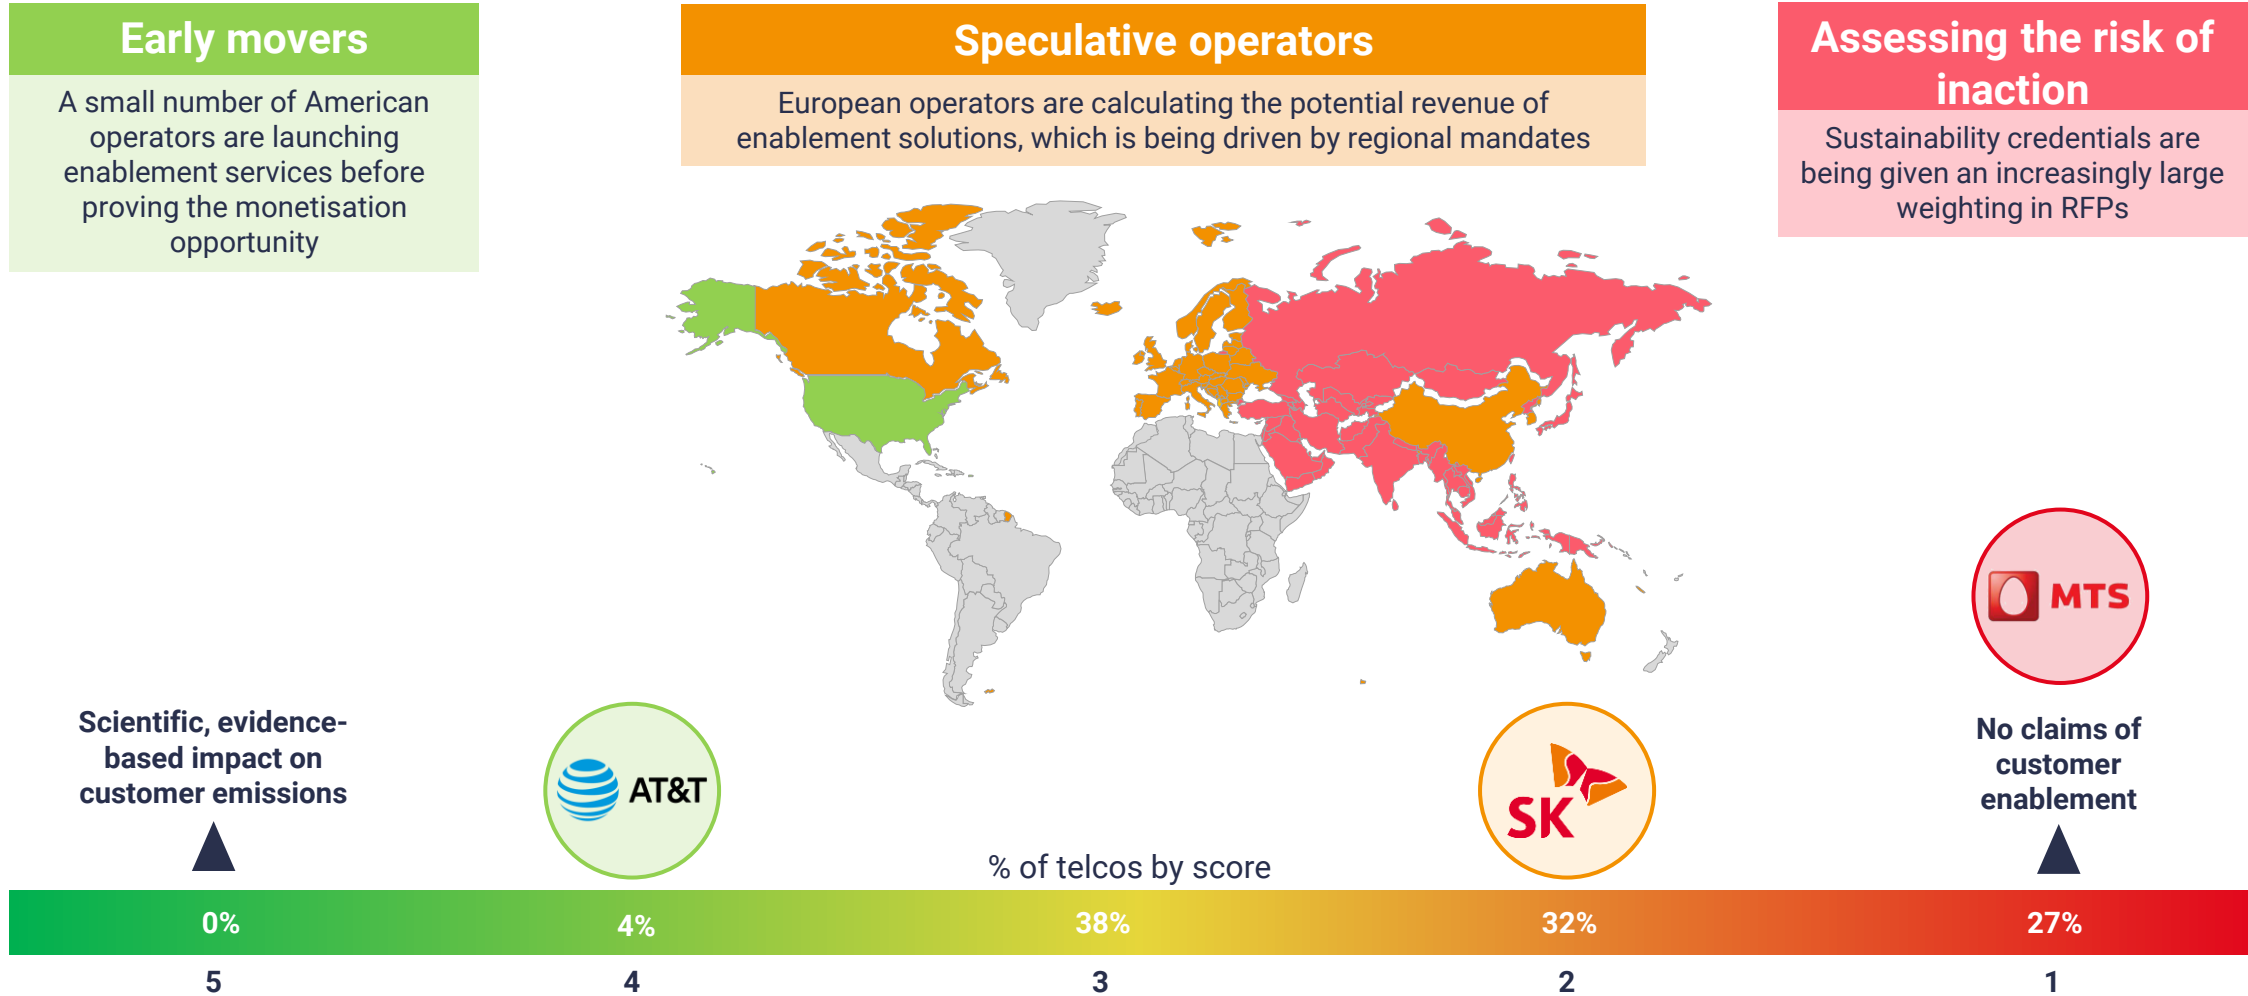 Early movers
A small number of American
operators are launching
enablement services before
proving the monetisation
opportunity
Speculative operators
European operators are calculating the potential revenue of
enablement solutions, which is being driven by regional mandates
Assessing the risk of
inaction
Sustainability credentials are
being given an increasingly large
weighting in RFPs
MTS
Scientific, evidence-
based impact on
customer emissions
AT&T
SK
No claims of
customer
enablement
% of telcos by score
0% 4% 38% 32% 27%
5 4 3 2 1